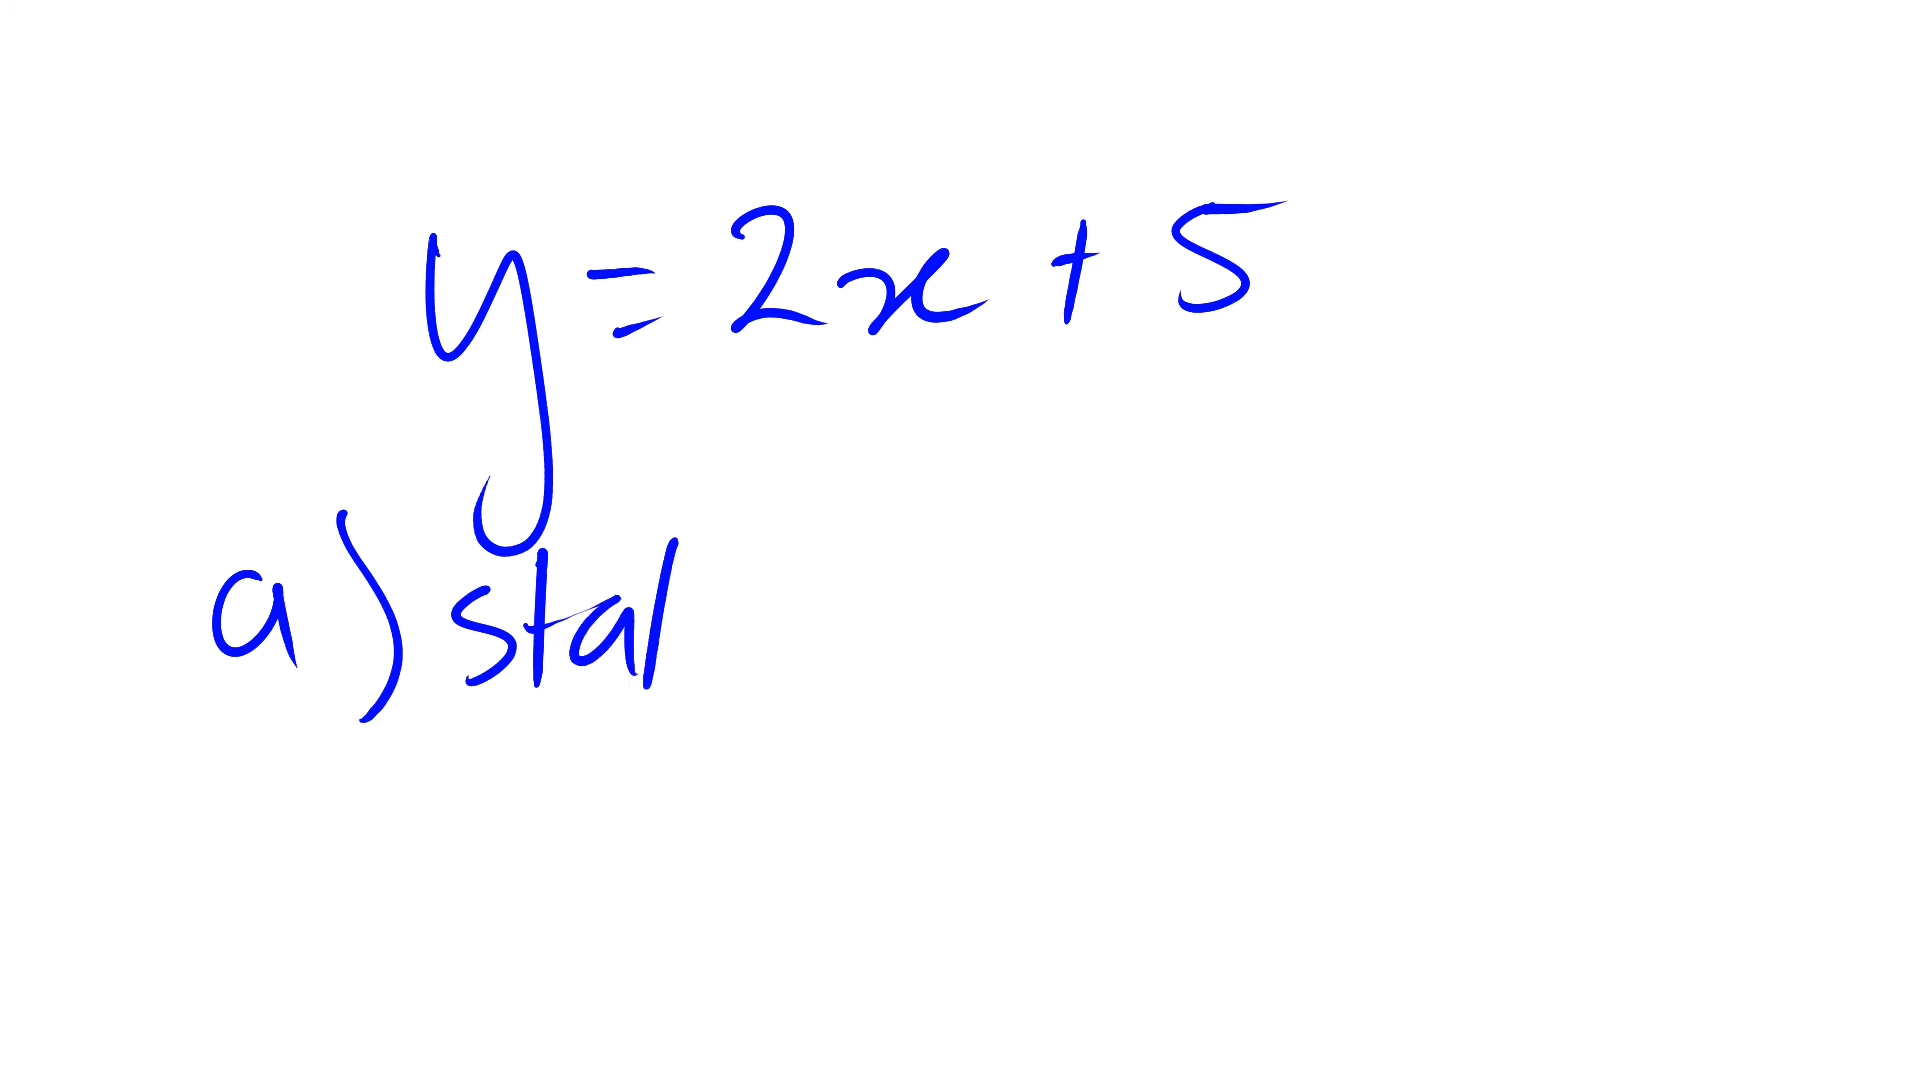 y = 2x + 5
a) stal